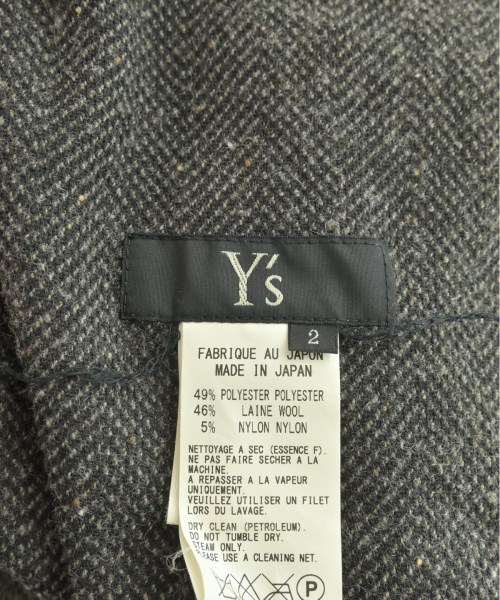 Y's
2
FABRIQUE AU JAPON
MADE IN JAPAN
49% POLYESTER POLYESTER
46% LAINE WOOL
5% NYLON NYLON
NETTOYAGE A SEC (ESSENCE F).
NE PAS FAIRE SECHER A LA
MACHINE.
A REPASSER A LA VAPEUR
UNIQUEMENT.
VEUILLEZ UTILISER UN FILET
LORS DU LAVAGE.
DRY CLEAN (PETROLEUM).
DO NOT TUMBLE DRY.
STEAM ONLY.
PLEASE USE A CLEANING NET.
P